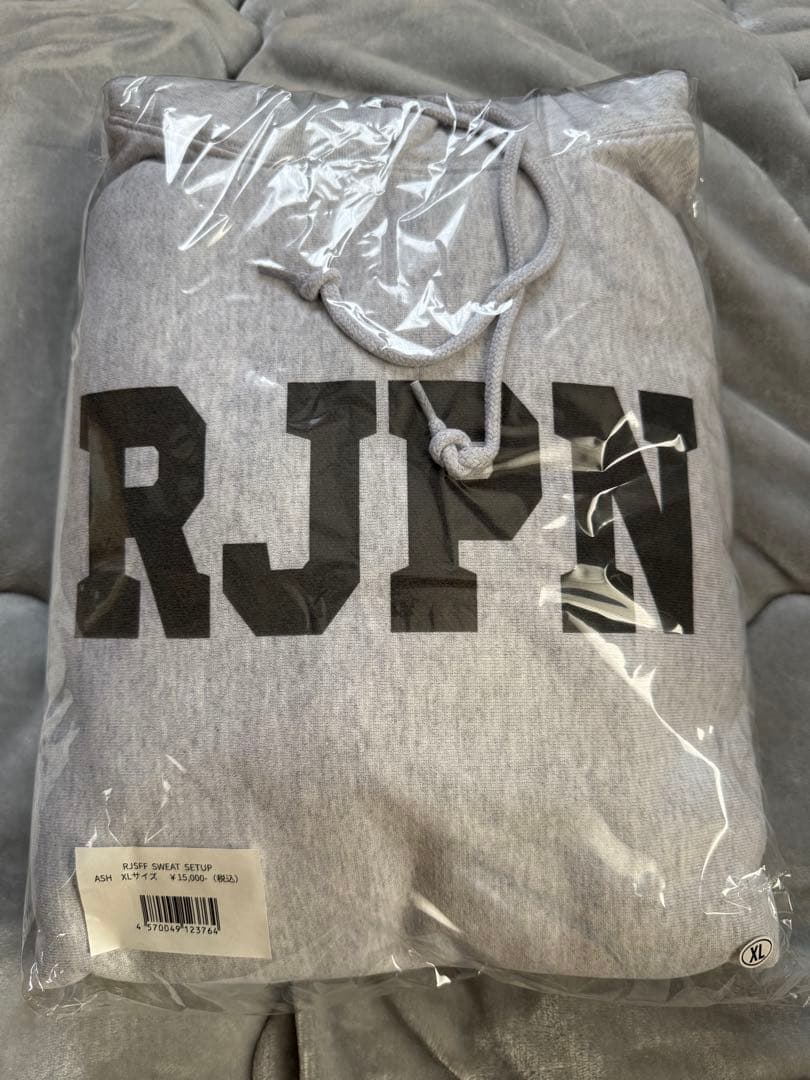 RJPN
RJSFF SWEAT SETUP
ASH XLサイズ ￥15,000-（税込）
4 570049 123764
XL